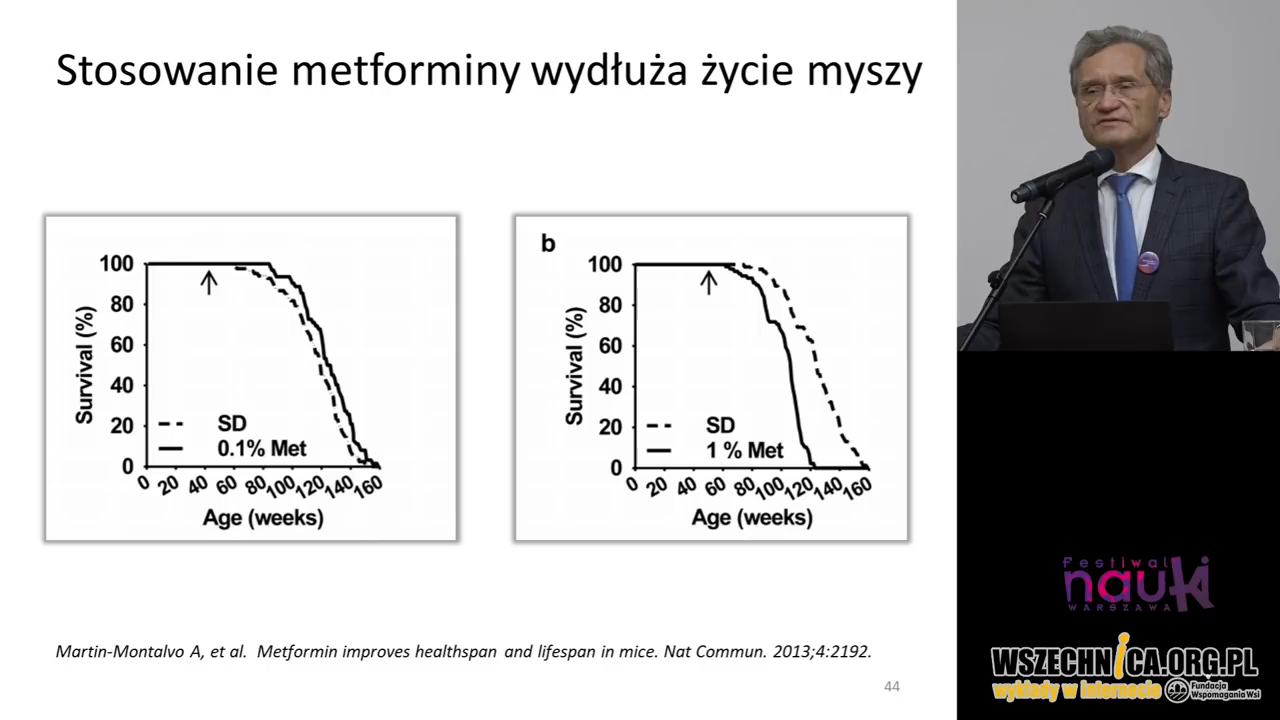 Stosowanie metforminy wydłuża życie myszy
100
80
60
40
20
0
Survival (%)
SD
0.1% Met
0 20 40 60 80 100 120 140 160
Age (weeks)
b
100
80
60
40
20
0
Survival (%)
SD
1 % Met
0 20 40 60 80 100 120 140 160
Age (weeks)
Martin-Montalvo A, et al. Metformin improves healthspan and lifespan in mice. Nat Commun. 2013;4:2192.
44
Festiwal
nauki
WARSZAWA
WSZECHNICA.ORG.PL
wykłady w internecie
Fundacja
Wspomagania Wsi